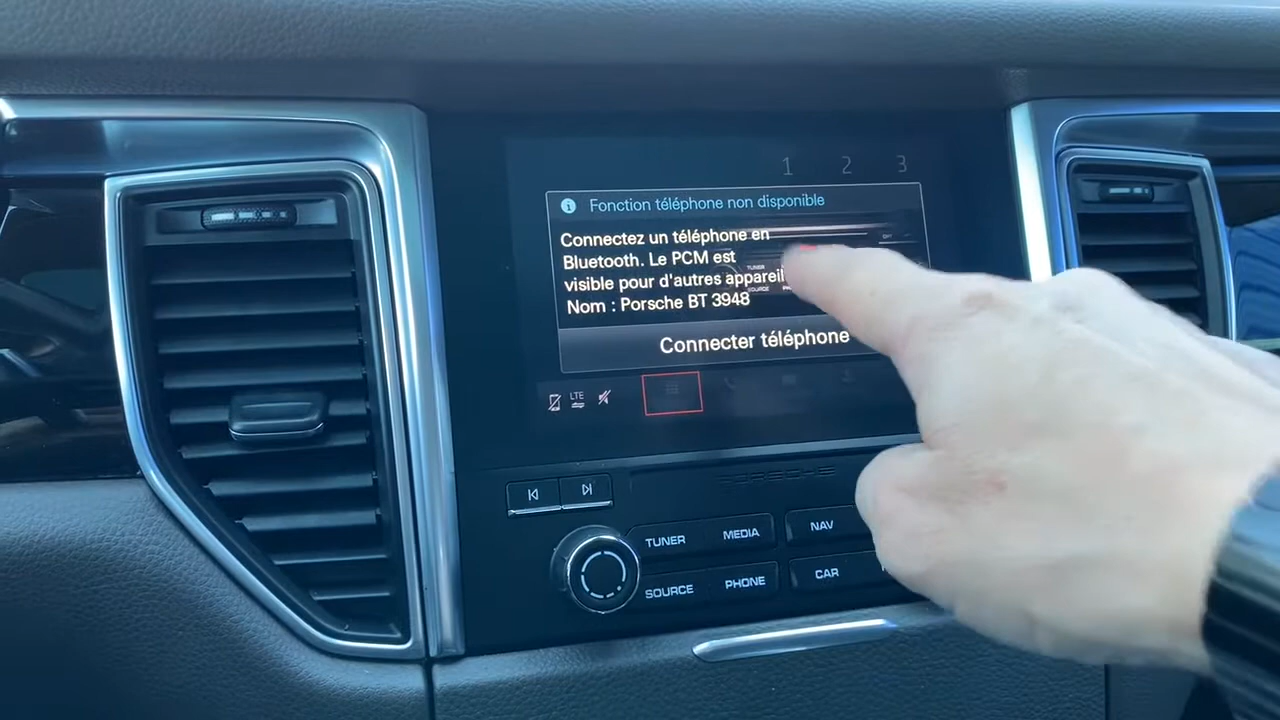 1 2 3
Fonction téléphone non disponible
Connectez un téléphone en
Bluetooth. Le PCM est
visible pour d'autres appareil
Nom : Porsche BT 3948
Connecter téléphone
LTE
PORSCHE
TUNER MEDIA NAV
SOURCE PHONE CAR